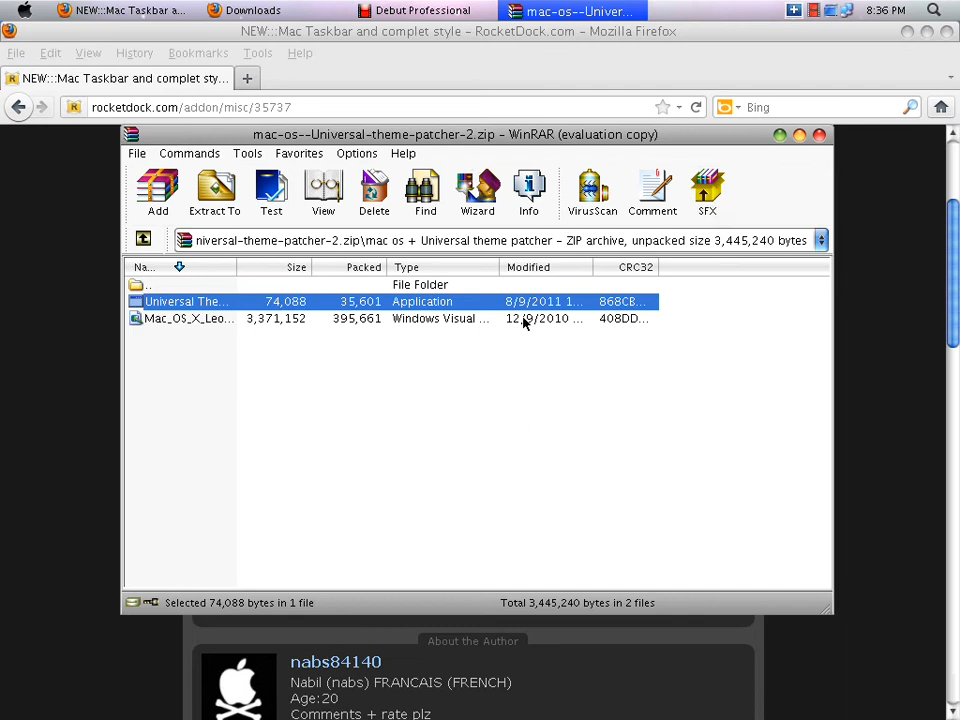 NEW:::Mac Taskbar a...
Downloads
Debut Professional
mac-os--Univer...
8:36 PM
NEW:::Mac Taskbar and complet style - RocketDock.com - Mozilla Firefox
File Edit View History Bookmarks Tools Help
NEW:::Mac Taskbar and complet sty...
rocketdock.com/addon/misc/35737
Bing
mac-os--Universal-theme-patcher-2.zip - WinRAR (evaluation copy)
File Commands Tools Favorites Options Help
Add Extract To Test View Delete Find Wizard Info VirusScan Comment SFX
niversal-theme-patcher-2.zip\mac os + Universal theme patcher - ZIP archive, unpacked size 3,445,240 bytes
Na... Size Packed Type Modified CRC32
.. File Folder
Universal The... 74,088 35,601 Application 8/9/2011 1... 868CB...
Mac_OS_X_Leo... 3,371,152 395,661 Windows Visual ... 12/9/2010 ... 408DD...
Selected 74,088 bytes in 1 file
Total 3,445,240 bytes in 2 files
About the Author
nabs84140
Nabil (nabs) FRANCAIS (FRENCH)
Age:20
Comments + rate plz